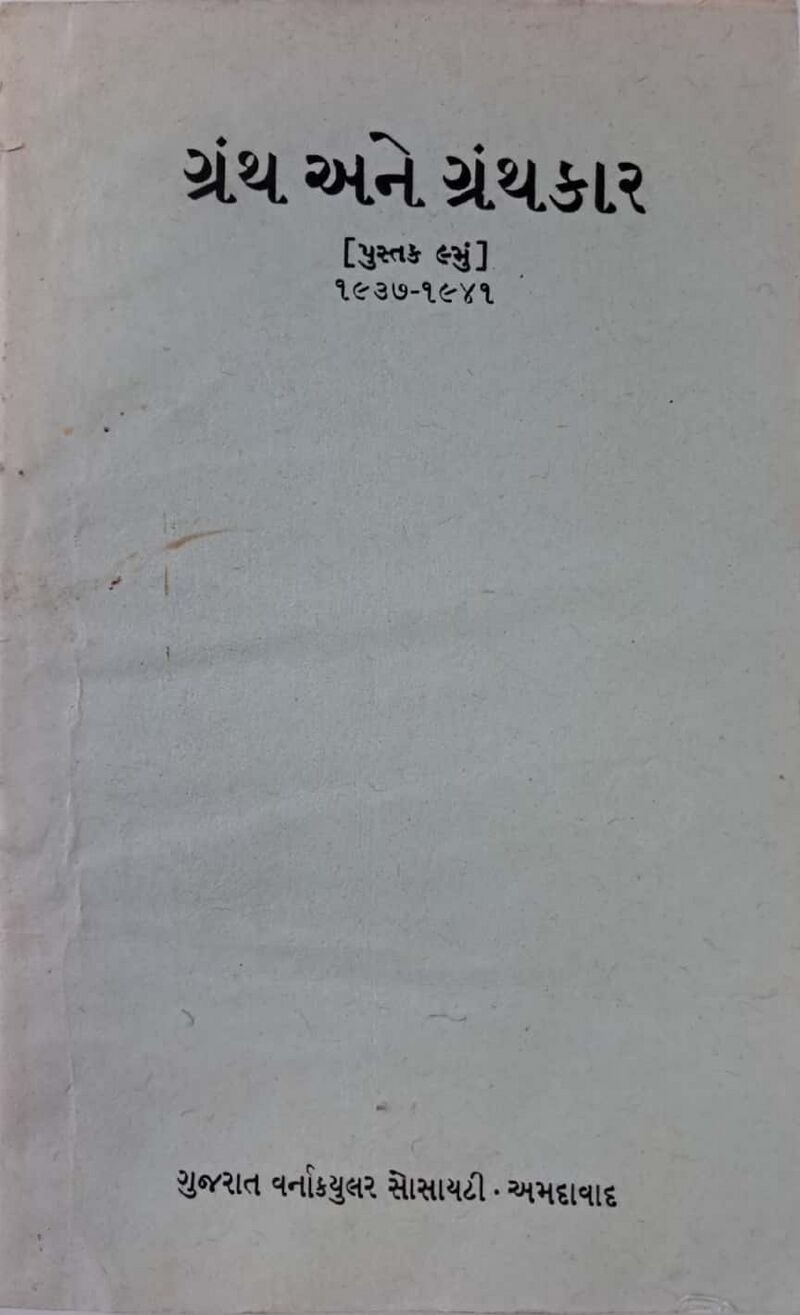 ગ્રંથ અને ગ્રંથકાર
[પુસ્તક ૯મું]
૧૯૩૭-૧૯૪૧
ગુજરાત વર્નાક્યુલર સોસાયટી · અમદાવાદ